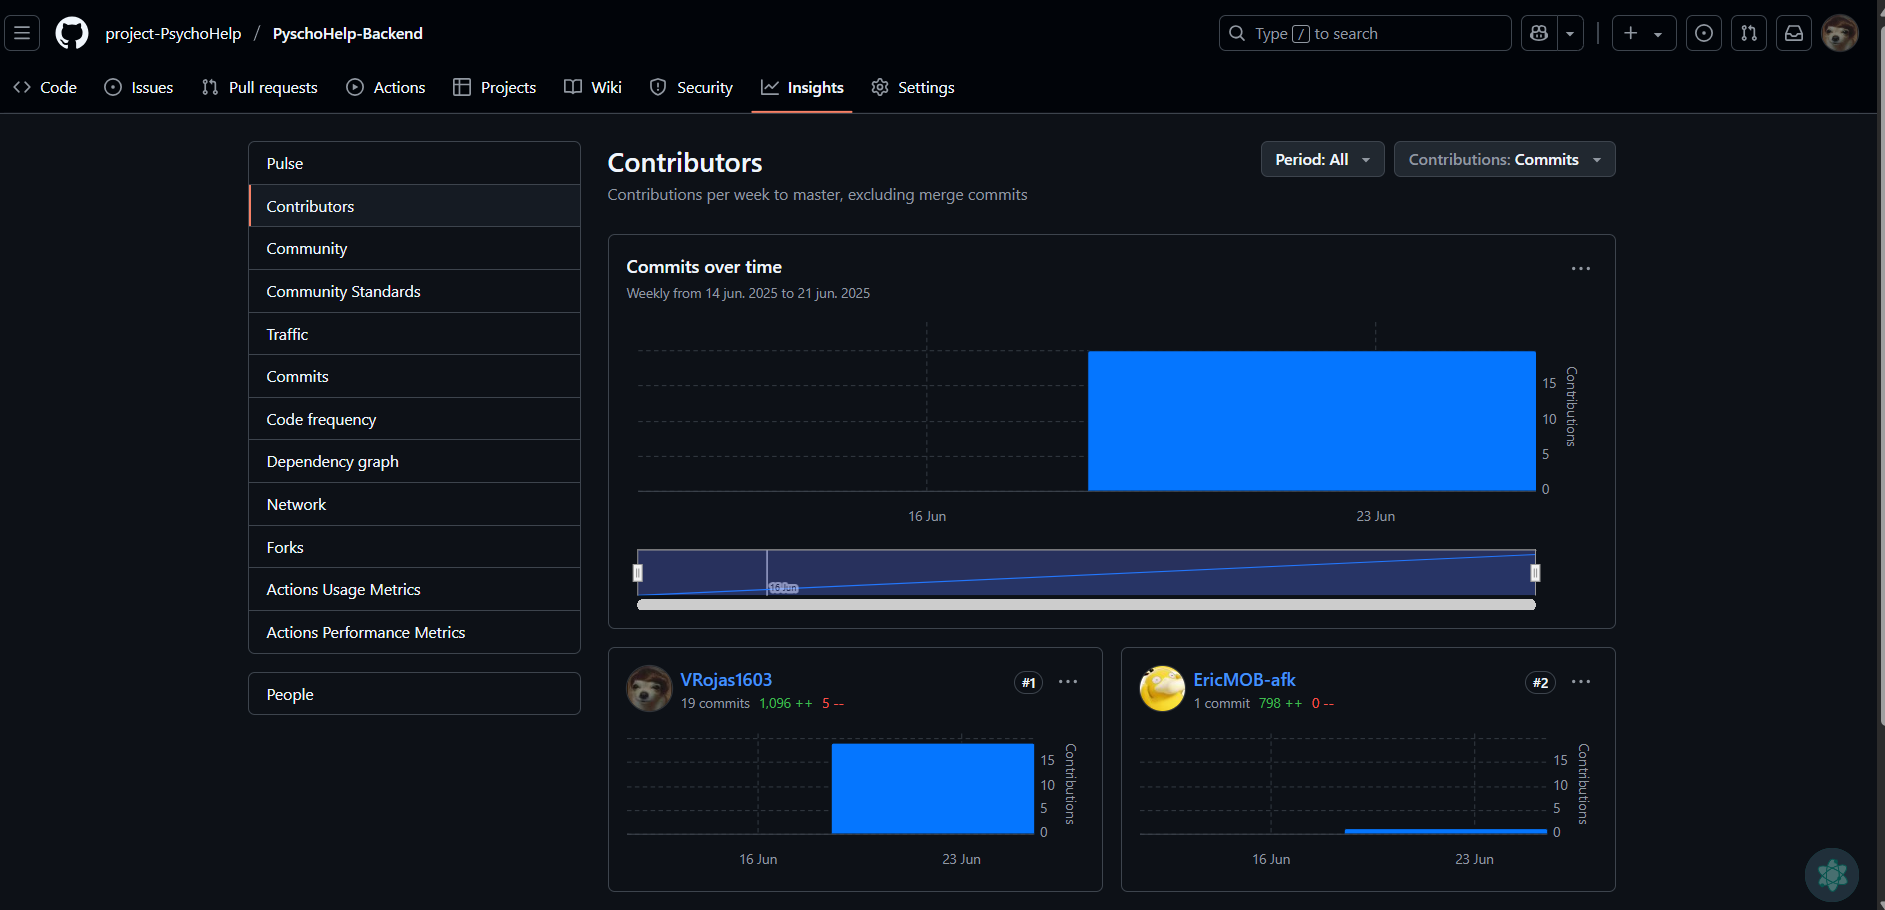 project-PsychoHelp / PyschoHelp-Backend
Type / to search
Code Issues Pull requests Actions Projects Wiki Security Insights Settings
Pulse
Contributors
Community
Community Standards
Traffic
Commits
Code frequency
Dependency graph
Network
Forks
Actions Usage Metrics
Actions Performance Metrics
People
Contributors
Contributions per week to master, excluding merge commits
Period: All
Contributions: Commits
Commits over time
Weekly from 14 jun. 2025 to 21 jun. 2025
15
10
5
0
Contributions
16 Jun 23 Jun
16 Jun
VRojas1603
#1
19 commits 1,096 ++ 5 --
15
10
5
0
Contributions
16 Jun 23 Jun
EricMOB-afk
#2
1 commit 798 ++ 0 --
15
10
5
0
Contributions
16 Jun 23 Jun